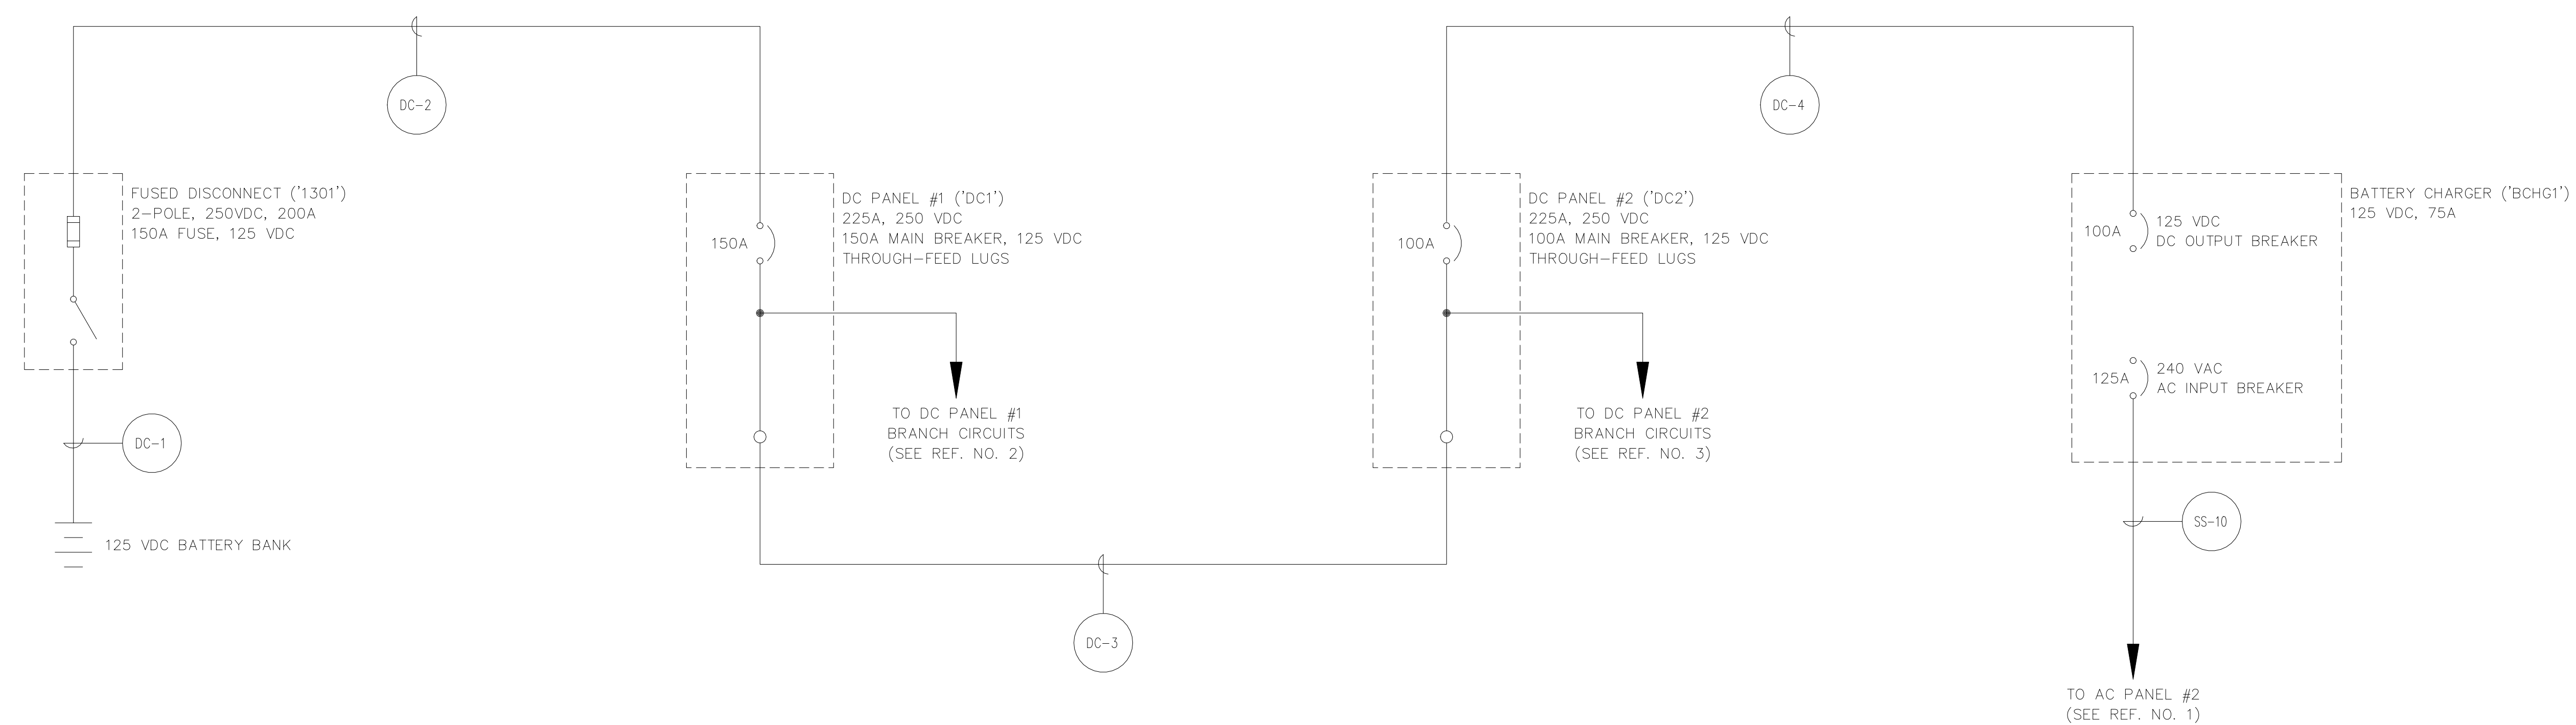 DC-2
DC-4
FUSED DISCONNECT ('1301')
2-POLE, 250VDC, 200A
150A FUSE, 125 VDC
DC PANEL #1 ('DC1')
225A, 250 VDC
150A MAIN BREAKER, 125 VDC
THROUGH-FEED LUGS
150A
DC PANEL #2 ('DC2')
225A, 250 VDC
100A MAIN BREAKER, 125 VDC
THROUGH-FEED LUGS
100A
BATTERY CHARGER ('BCHG1')
125 VDC, 75A
100A
125 VDC
DC OUTPUT BREAKER
125A
240 VAC
AC INPUT BREAKER
TO DC PANEL #1
BRANCH CIRCUITS
(SEE REF. NO. 2)
TO DC PANEL #2
BRANCH CIRCUITS
(SEE REF. NO. 3)
DC-1
SS-10
125 VDC BATTERY BANK
DC-3
TO AC PANEL #2
(SEE REF. NO. 1)